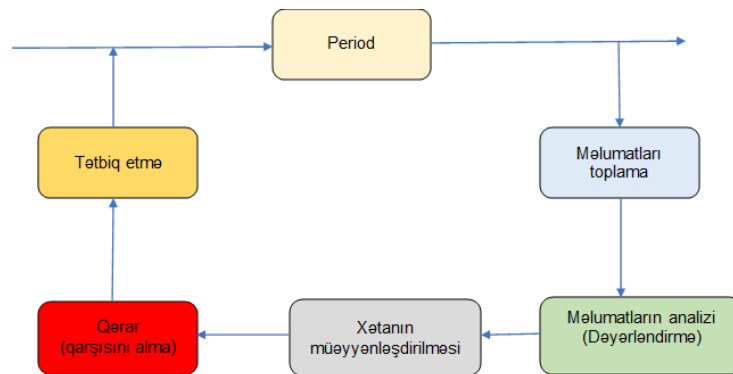 Period
Tətbiq etmə
Məlumatları
toplama
Qərar
(qarşısını alma)
Xətanın
müəyyənləşdirilməsi
Məlumatların analizi
(Dəyərləndirmə)